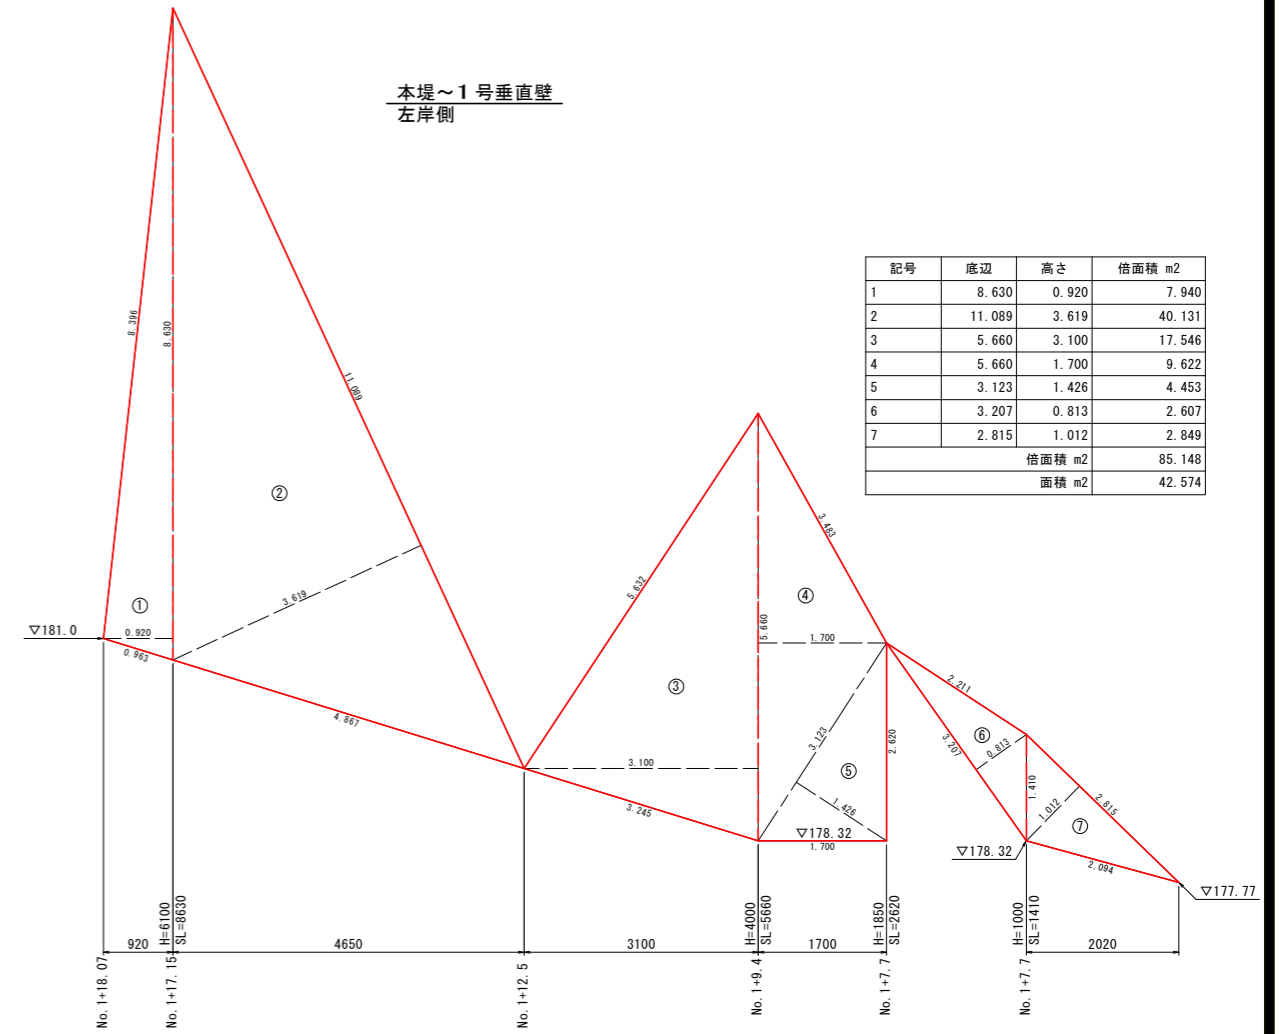 本堤～1 号垂直壁
左岸側
記号 底辺 高さ 倍面積 m2
1 8.630 0.920 7.940
2 11.089 3.619 40.131
3 5.660 3.100 17.546
4 5.660 1.700 9.622
5 3.123 1.426 4.453
6 3.207 0.813 2.607
7 2.815 1.012 2.849
倍面積 m2 85.148
面積 m2 42.574
8.396
8.630
11.089
①
②
3.619
▽181.0
0.920
0.963
4.867
5.632
3.483
③
④
5.660
1.700
3.100
3.245
3.123
⑤
2.620
1.426
▽178.32
1.700
2.211
3.207
⑥
0.813
1.410
1.012
2.815
⑦
▽178.32
2.094
▽177.77
H=6100
SL=8630
H=4000
SL=5660
H=1850
SL=2620
H=1000
SL=1410
920
4650
3100
1700
2020
No.1+18.07
No.1+17.15
No.1+12.5
No.1+9.4
No.1+7.7
No.1+7.7